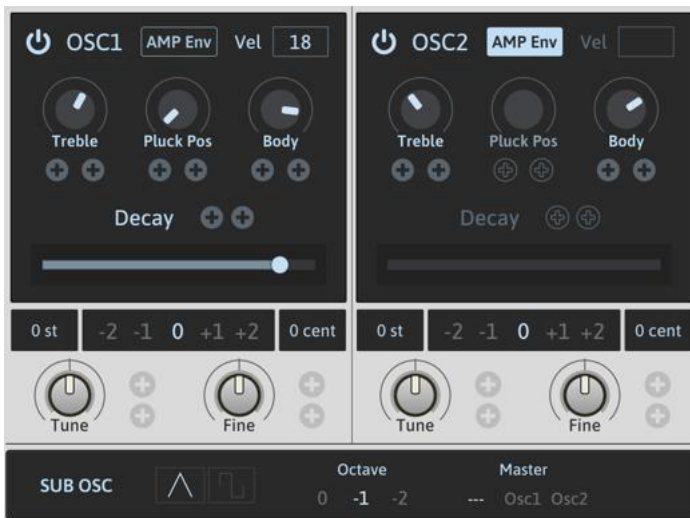 OSC1 AMP Env Vel 18
Treble Pluck Pos Body
Decay
0 st -2 -1 0 +1 +2 0 cent
Tune Fine
OSC2 AMP Env Vel
Treble Pluck Pos Body
Decay
0 st -2 -1 0 +1 +2 0 cent
Tune Fine
SUB OSC
Octave
0 -1 -2
Master
--- Osc1 Osc2